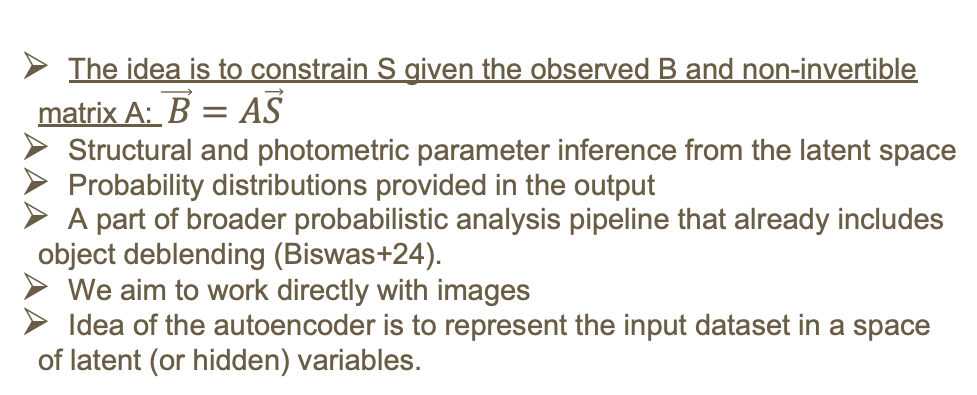 ➢ The idea is to constrain S given the observed B and non-invertible
matrix A: $\vec{B} = A\vec{S}$
➢ Structural and photometric parameter inference from the latent space
➢ Probability distributions provided in the output
➢ A part of broader probabilistic analysis pipeline that already includes
object deblending (Biswas+24).
➢ We aim to work directly with images
➢ Idea of the autoencoder is to represent the input dataset in a space
of latent (or hidden) variables.